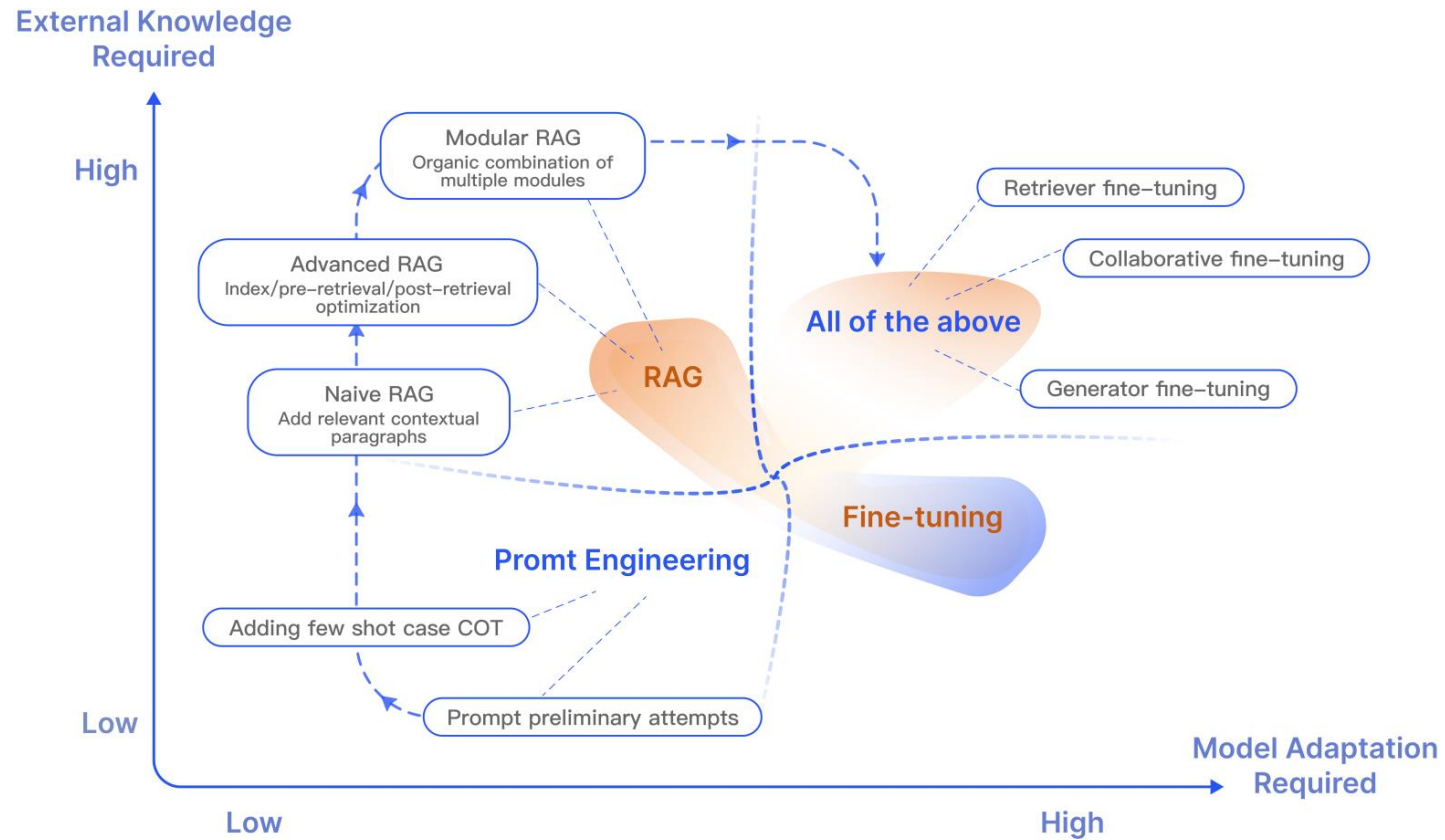 External Knowledge
Required
High
Modular RAG
Organic combination of
multiple modules
Retriever fine-tuning
Advanced RAG
Index/pre-retrieval/post-retrieval
optimization
Collaborative fine-tuning
All of the above
RAG
Naive RAG
Add relevant contextual
paragraphs
Generator fine-tuning
Fine-tuning
Promt Engineering
Adding few shot case COT
Prompt preliminary attempts
Low
Model Adaptation
Required
Low
High